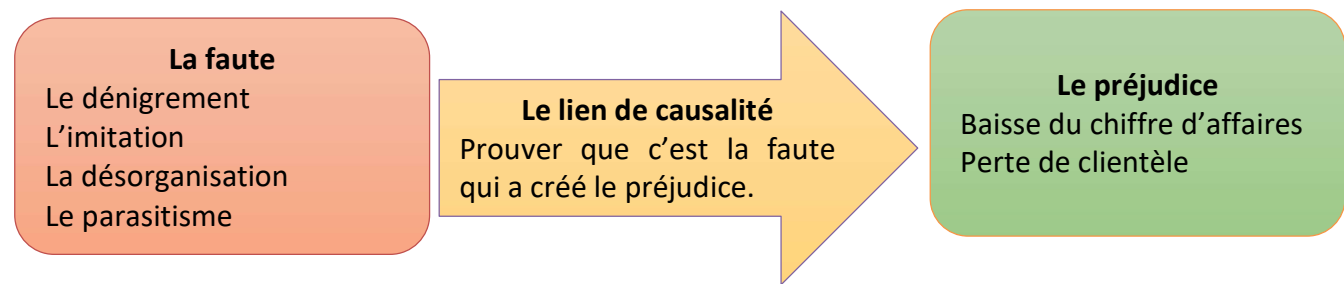 La faute
Le dénigrement
L’imitation
La désorganisation
Le parasitisme
Le lien de causalité
Prouver que c’est la faute
qui a créé le préjudice.
Le préjudice
Baisse du chiffre d’affaires
Perte de clientèle